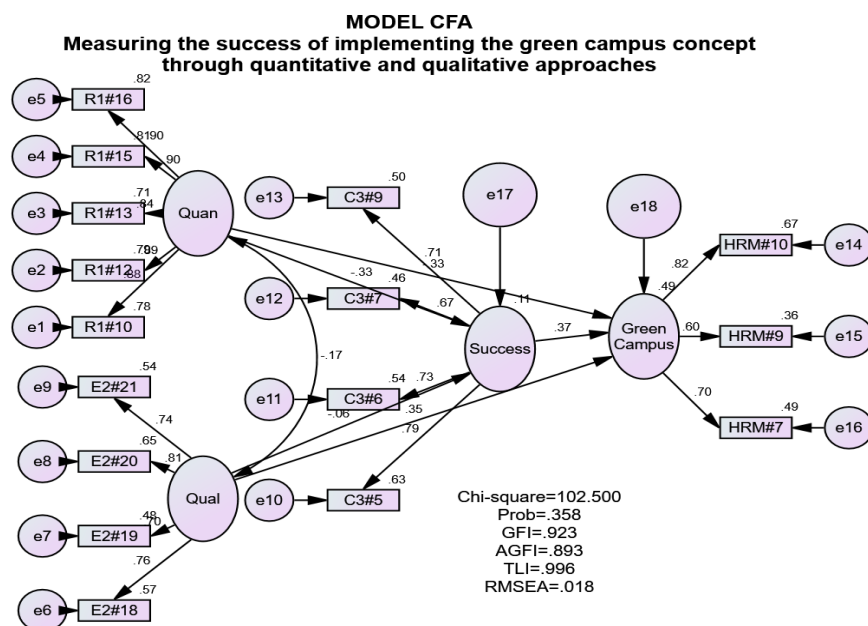 MODEL CFA
Measuring the success of implementing the green campus concept
through quantitative and qualitative approaches
.82
e5 R1#16
.81 .90
e4 R1#15
.90
.71
e3 R1#13
.84
Quan
e2 R1#12
.79
.88
.78
e1 R1#10
.54
e9 E2#21
.74
.65
e8 E2#20
.81
Qual
.48
e7 E2#19
.70
.76
.57
e6 E2#18
-.17
.50
e13 C3#9
.71
-.33
-.33
.46
e12 C3#7
.67
.54
e11 C3#6
.73
-.06
.35
.79
.63
e10 C3#5
e17
Success
.11
.37
e18
.49
Green
Campus
.82
.67
HRM#10 e14
.60
.36
HRM#9 e15
.70
.49
HRM#7 e16
Chi-square=102.500
Prob=.358
GFI=.923
AGFI=.893
TLI=.996
RMSEA=.018